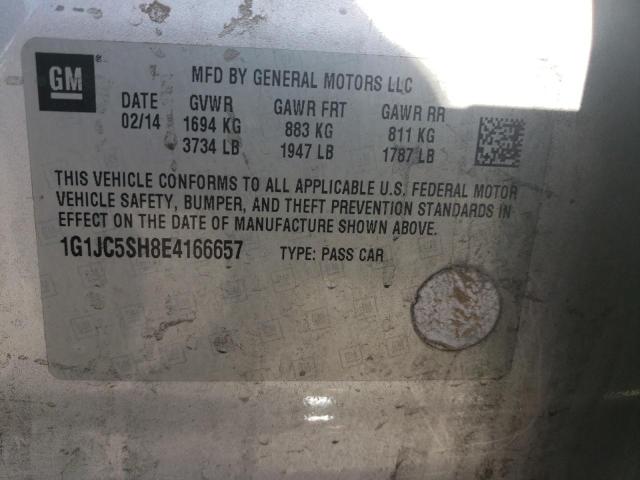 GM
MFD BY GENERAL MOTORS LLC
DATE GVWR GAWR FRT GAWR RR
02/14 1694 KG 883 KG 811 KG
3734 LB 1947 LB 1787 LB
THIS VEHICLE CONFORMS TO ALL APPLICABLE U.S. FEDERAL MOTOR
VEHICLE SAFETY, BUMPER, AND THEFT PREVENTION STANDARDS IN
EFFECT ON THE DATE OF MANUFACTURE SHOWN ABOVE.
1G1JC5SH8E4166657 TYPE: PASS CAR